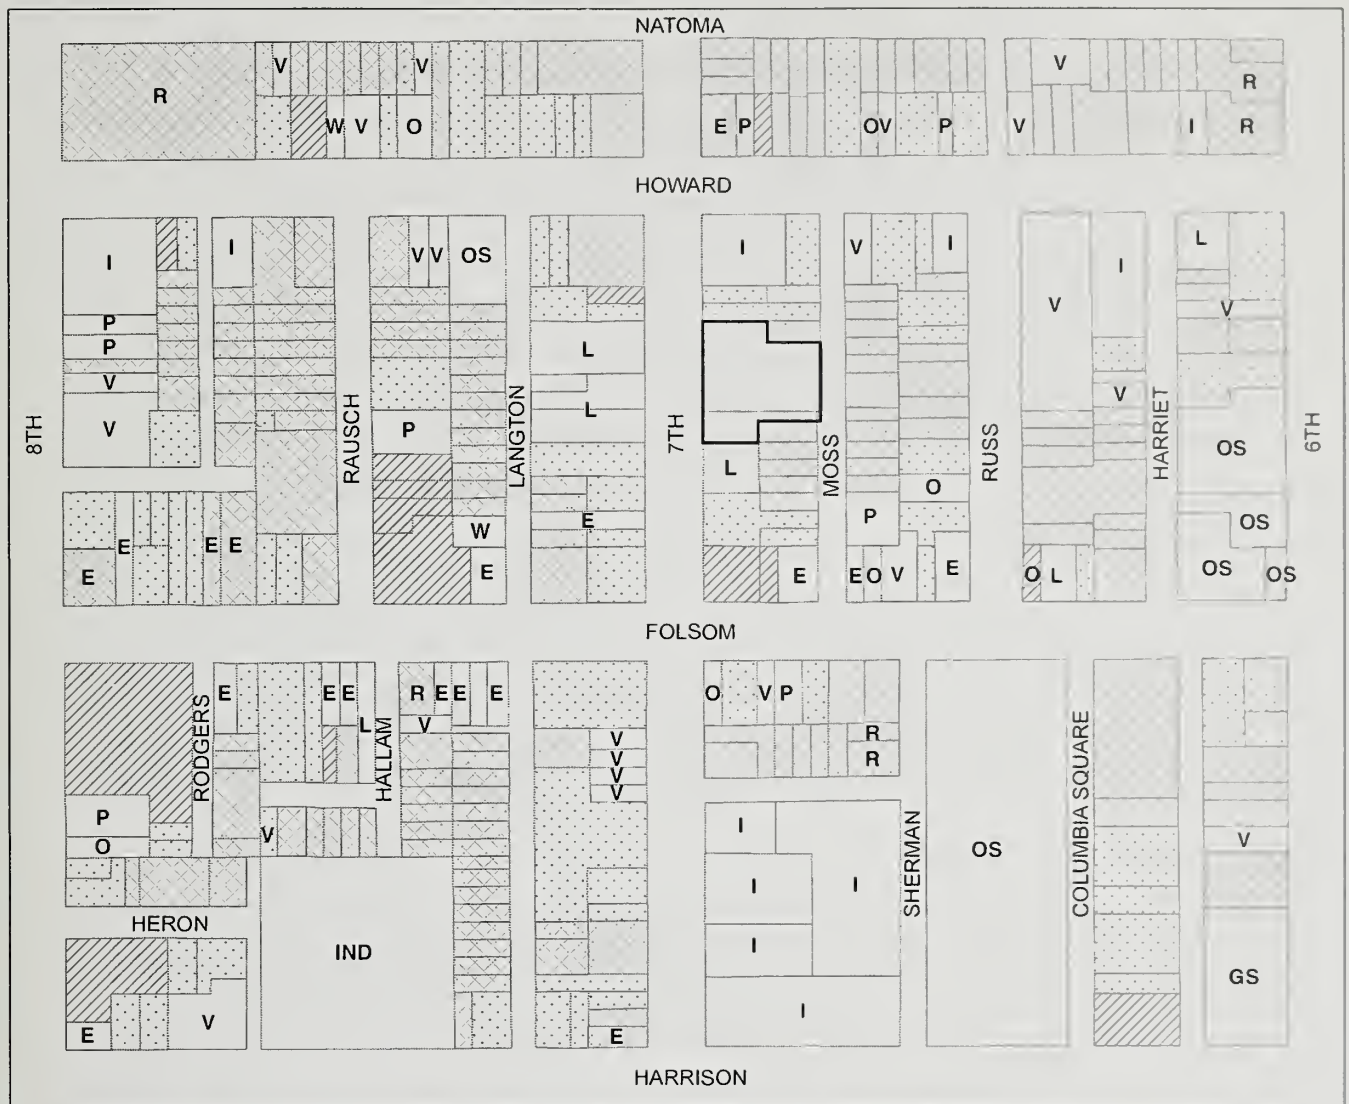 NATOMA
V V V
R R
W V O E P O V P V I R
HOWARD
I I V V OS I V I L
V I
P V
P L
V V
V P L OS
8TH RAUSCH LANGTON 7TH MOSS RUSS HARRIET 6TH
L O
W E P OS
E E E
E E E E O V E O L OS OS
FOLSOM
E E E R E E E O V P
L V R
V R
V
V
V
RODGERS HALLAM
P V I V
O
I I OS
SHERMAN COLUMBIA SQUARE
HERON
IND I GS
V I
E E
HARRISON